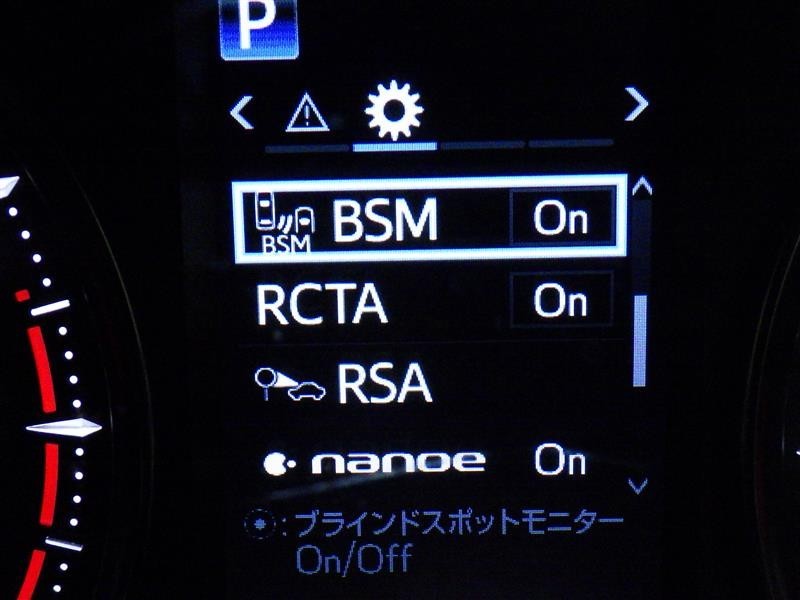 P
BSM BSM On
RCTA On
RSA
nanoe On
:ブラインドスポットモニター
On/Off